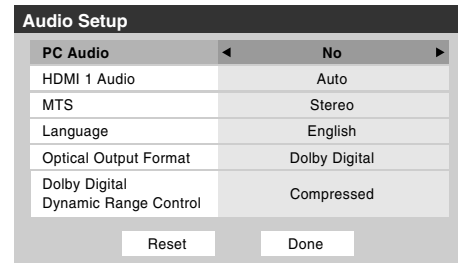 Audio Setup
PC Audio ◀ No ▶
HDMI 1 Audio Auto
MTS Stereo
Language English
Optical Output Format Dolby Digital
Dolby Digital
Dynamic Range Control Compressed
Reset Done